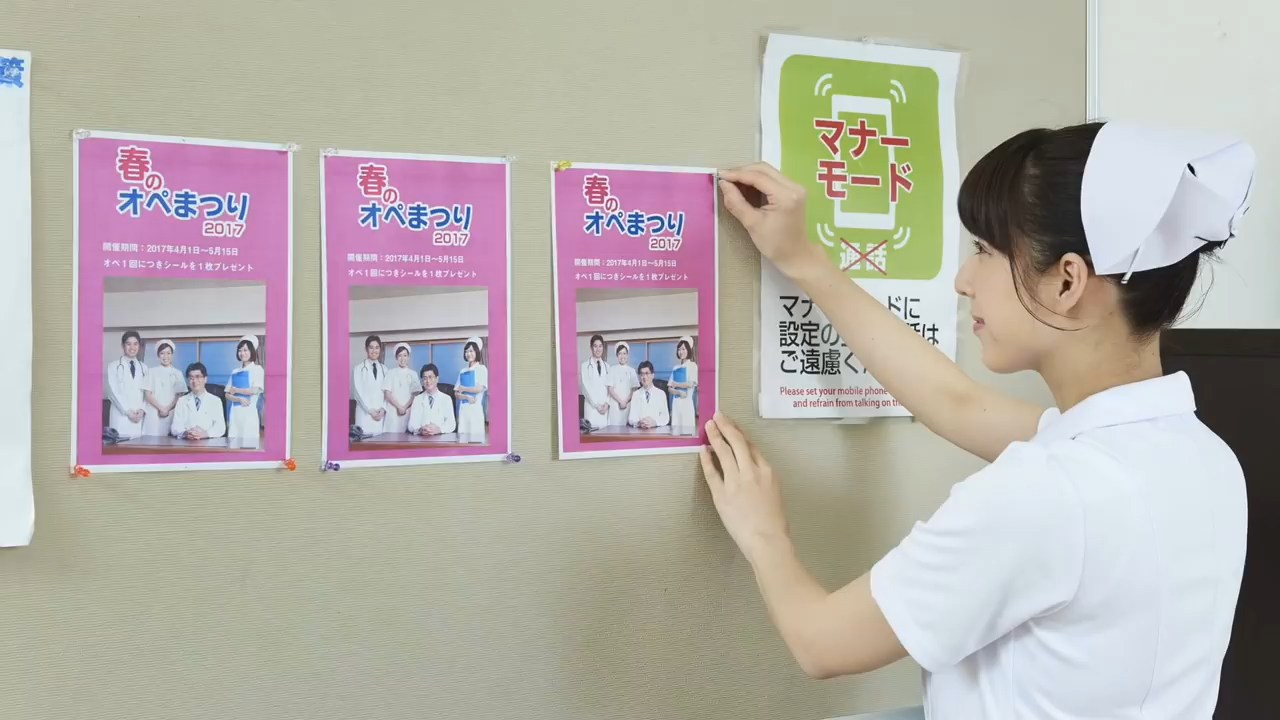 春の
オペまつり
2017
開催期間：2017年4月1日〜5月15日
オペ1回につきシールを1枚プレゼント
春の
オペまつり
2017
開催期間：2017年4月1日〜5月15日
オペ1回につきシールを1枚プレゼント
春の
オペまつり
2017
開催期間：2017年4月1日〜5月15日
オペ1回につきシールを1枚プレゼント
マナー
モード
通話
マナ ドに
設定の は
ご遠慮く
Please set your mobile phone
and refrain from talking on